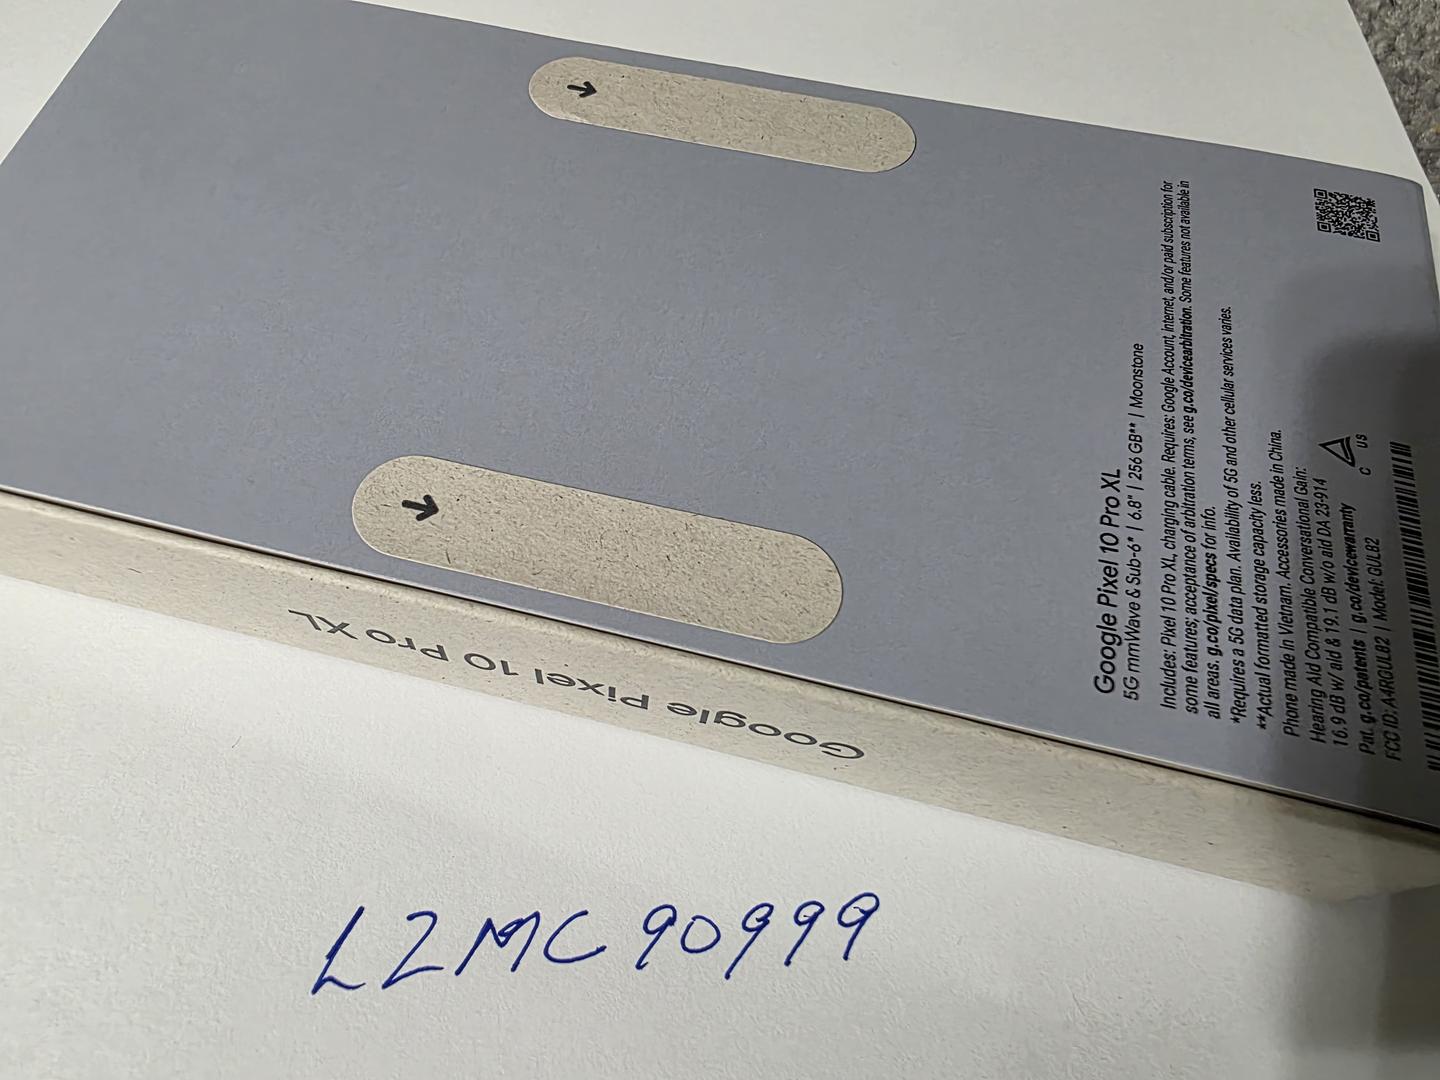 Google Pixel 10 Pro XL
5G mmWave & Sub-6* | 6.8" | 256 GB** | Moonstone
Includes: Pixel 10 Pro XL, charging cable. Requires: Google Account, internet, and/or paid subscription for
some features; acceptance of arbitration terms, see g.co/devicearbitration. Some features not available in
all areas. g.co/pixel/specs for info.
*Requires a 5G data plan. Availability of 5G and other cellular services varies.
**Actual formatted storage capacity less.
Phone made in Vietnam. Accessories made in China.
Hearing Aid Compatible Conversational Gain:
16.9 dB w/ aid & 19.1 dB w/o aid DA 23-914
Pat. g.co/patents | g.co/devicewarranty
FCC ID: A4RGUL82 | Model: GUL82
C US
Google Pixel 10 Pro XL
LZMC90999